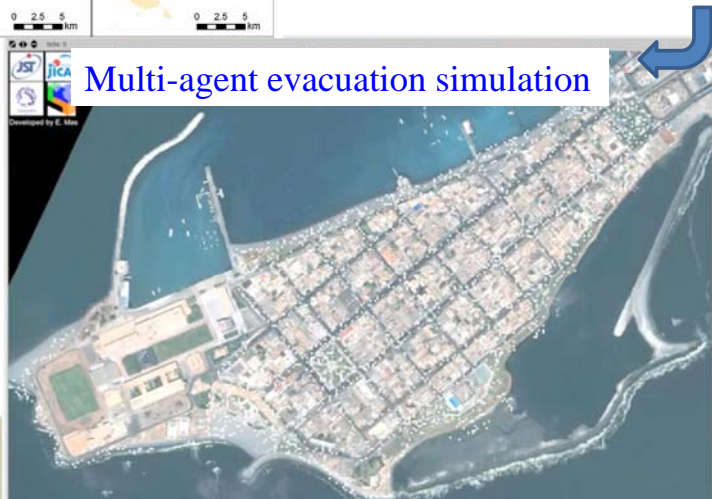 0 2.5 5
km
0 2.5 5
km
JST
JICA
Multi-agent evacuation simulation
Developed by E. Mas